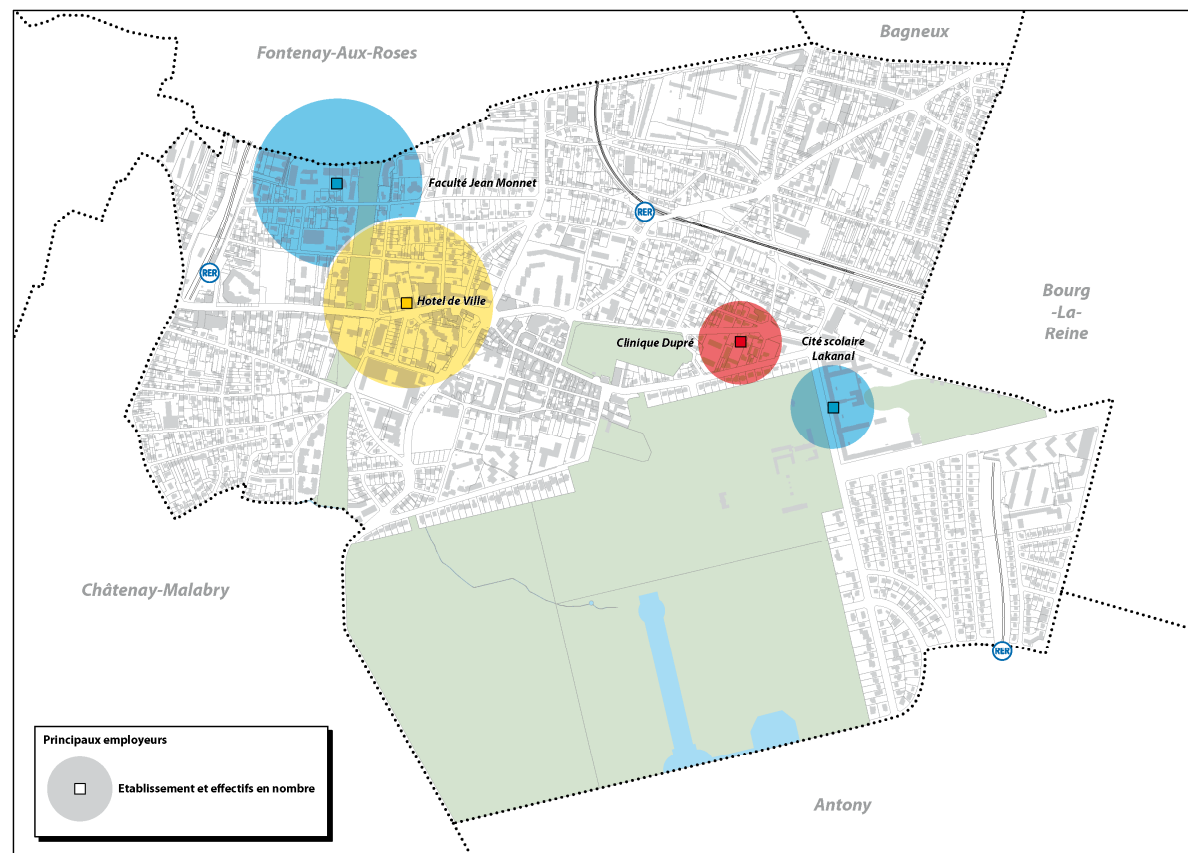 Bagneux
Fontenay-Aux-Roses
Faculté Jean Monnet
RER
RER
Bourg
-La-
Reine
Hotel de Ville
Clinique Dupré
Cité scolaire
Lakanal
Châtenay-Malabry
RER
Principaux employeurs
Etablissement et effectifs en nombre
Antony